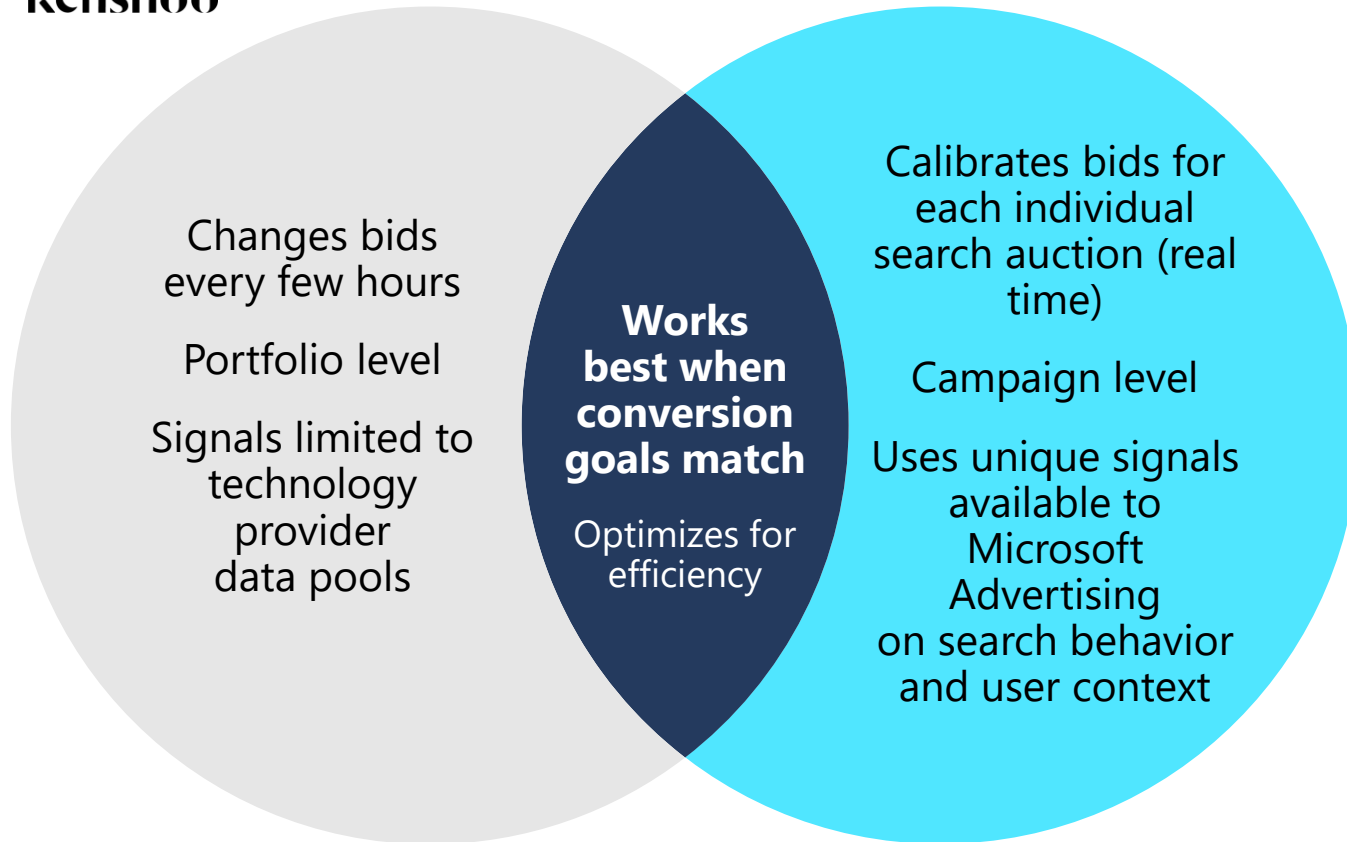 Kenshoo
Changes bids
every few hours
Portfolio level
Signals limited to
technology
provider
data pools
Works
best when
conversion
goals match
Optimizes for
efficiency
Calibrates bids for
each individual
search auction (real
time)
Campaign level
Uses unique signals
available to
Microsoft
Advertising
on search behavior
and user context